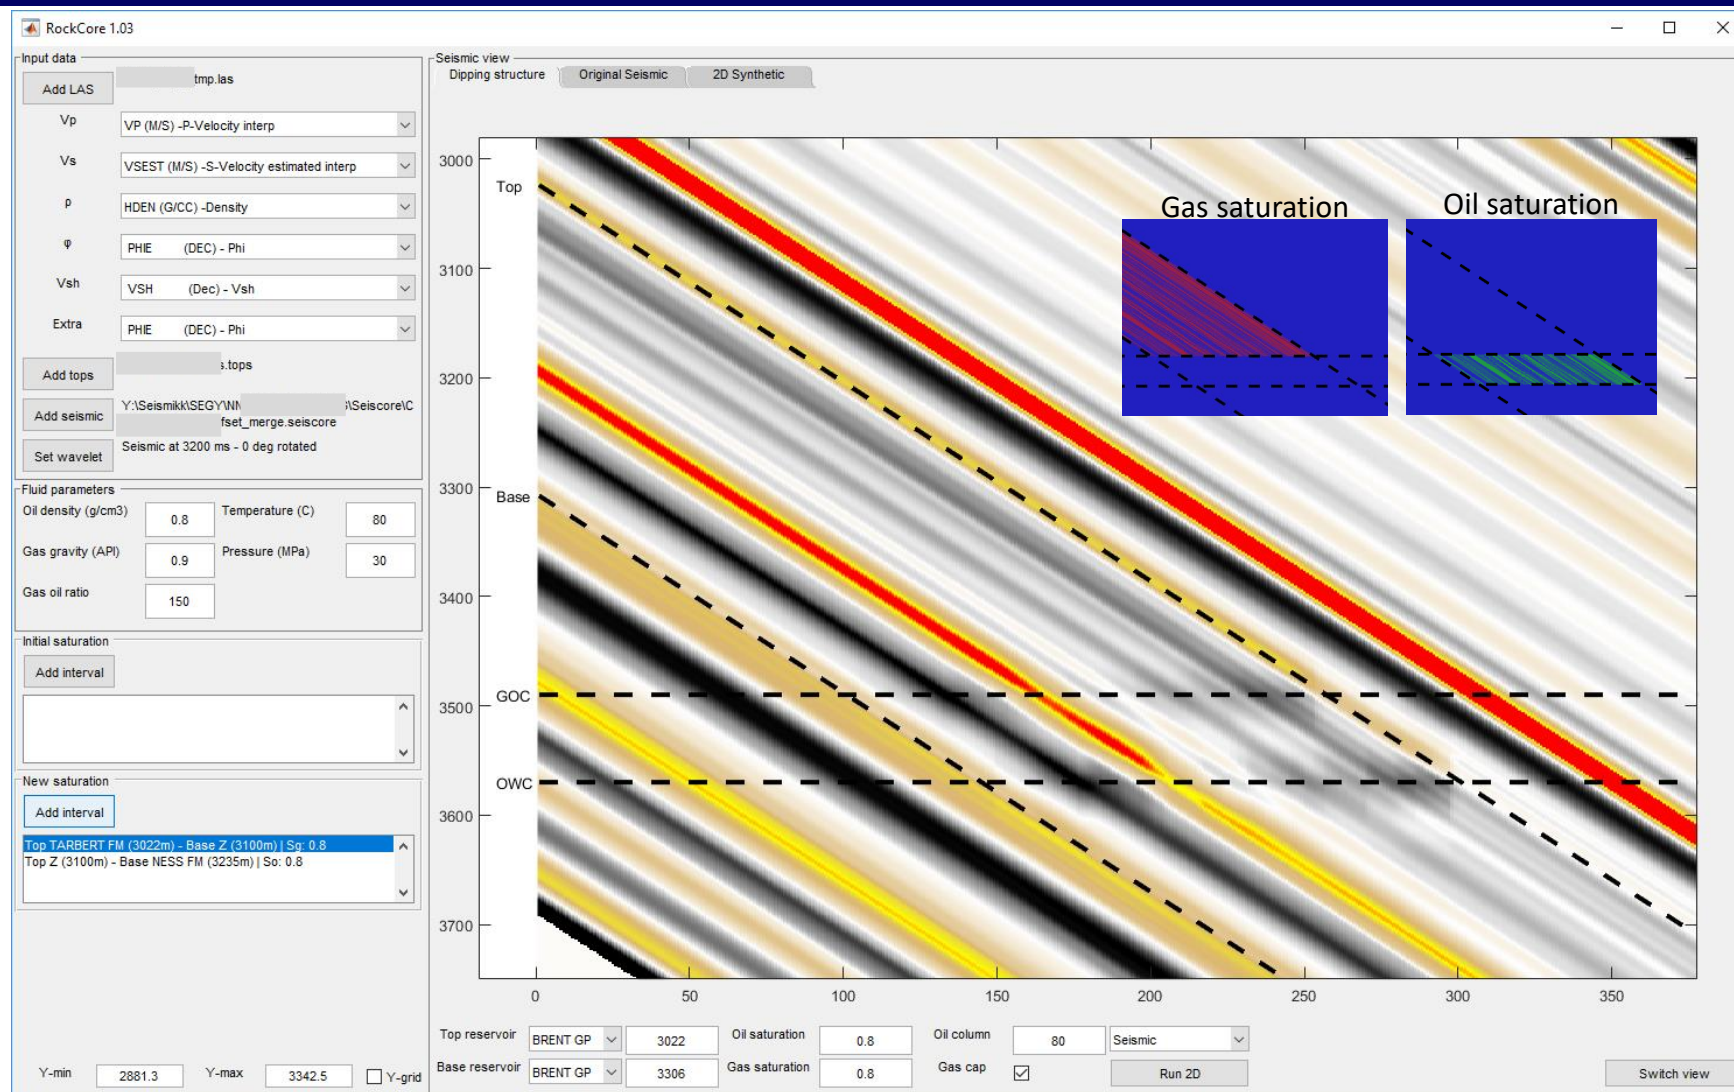 RockCore 1.03
Input data
Add LAS
tmp.las
Vp
VP (M/S) -P-Velocity interp
Vs
VSEST (M/S) -S-Velocity estimated interp
ρ
HDEN (G/CC) -Density
φ
PHIE (DEC) - Phi
Vsh
VSH (Dec) - Vsh
Extra
PHIE (DEC) - Phi
Add tops
s.tops
Add seismic
Y:\Seismikk\SEGY\NN \Seiscore\C
fset_merge.seiscore
Set wavelet
Seismic at 3200 ms - 0 deg rotated
Fluid parameters
Oil density (g/cm3) 0.8 Temperature (C) 80
Gas gravity (API) 0.9 Pressure (MPa) 30
Gas oil ratio 150
Initial saturation
Add interval
New saturation
Add interval
Top TARBERT FM (3022m) - Base Z (3100m) | Sg: 0.8
Top Z (3100m) - Base NESS FM (3235m) | So: 0.8
Y-min 2881.3 Y-max 3342.5 Y-grid
Seismic view
Dipping structure Original Seismic 2D Synthetic
3000
Top
Gas saturation Oil saturation
3100
3200
3300
Base
3400
GOC
3500
OWC
3600
3700
0 50 100 150 200 250 300 350
Top reservoir BRENT GP 3022 Oil saturation 0.8 Oil column 80 Seismic
Base reservoir BRENT GP 3306 Gas saturation 0.8 Gas cap Run 2D
Switch view